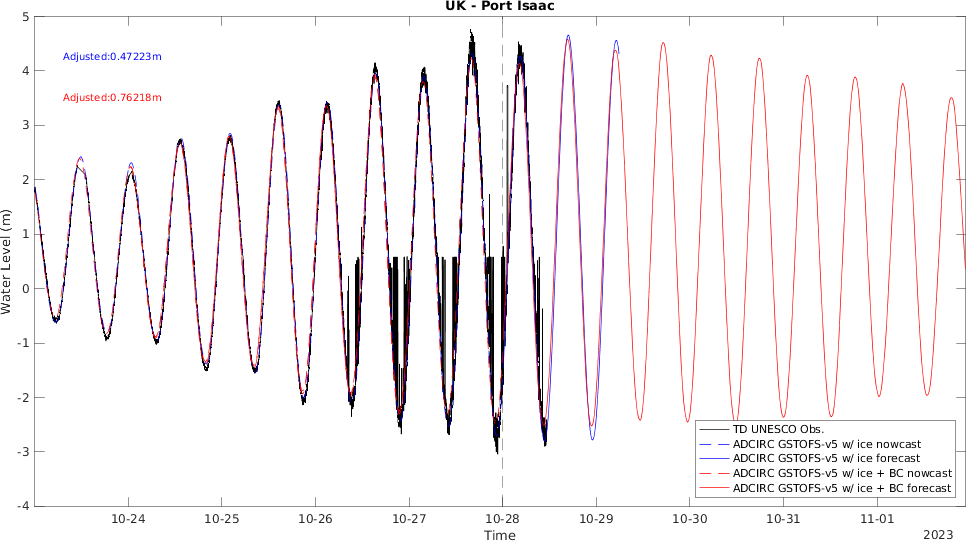 UK - Port Isaac
5
4
3
2
1
0
-1
-2
-3
-4
Water Level (m)
Adjusted:0.47223m
Adjusted:0.76218m
TD UNESCO Obs.
ADCIRC GSTOFS-v5 w/ ice nowcast
ADCIRC GSTOFS-v5 w/ ice forecast
ADCIRC GSTOFS-v5 w/ ice + BC nowcast
ADCIRC GSTOFS-v5 w/ ice + BC forecast
10-24 10-25 10-26 10-27 10-28 10-29 10-30 10-31 11-01
Time
2023